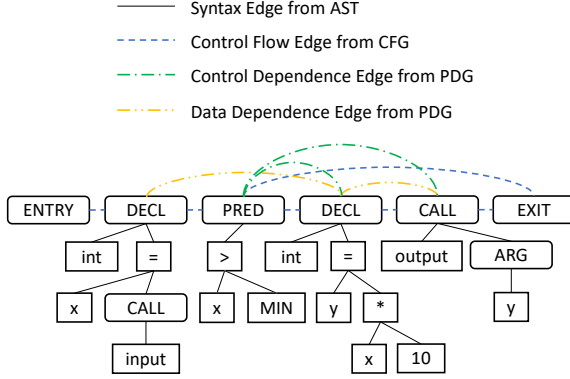 Syntax Edge from AST
Control Flow Edge from CFG
Control Dependence Edge from PDG
Data Dependence Edge from PDG
ENTRY DECL PRED DECL CALL EXIT
int = > int = output ARG
x CALL x MIN y * y
input x 10